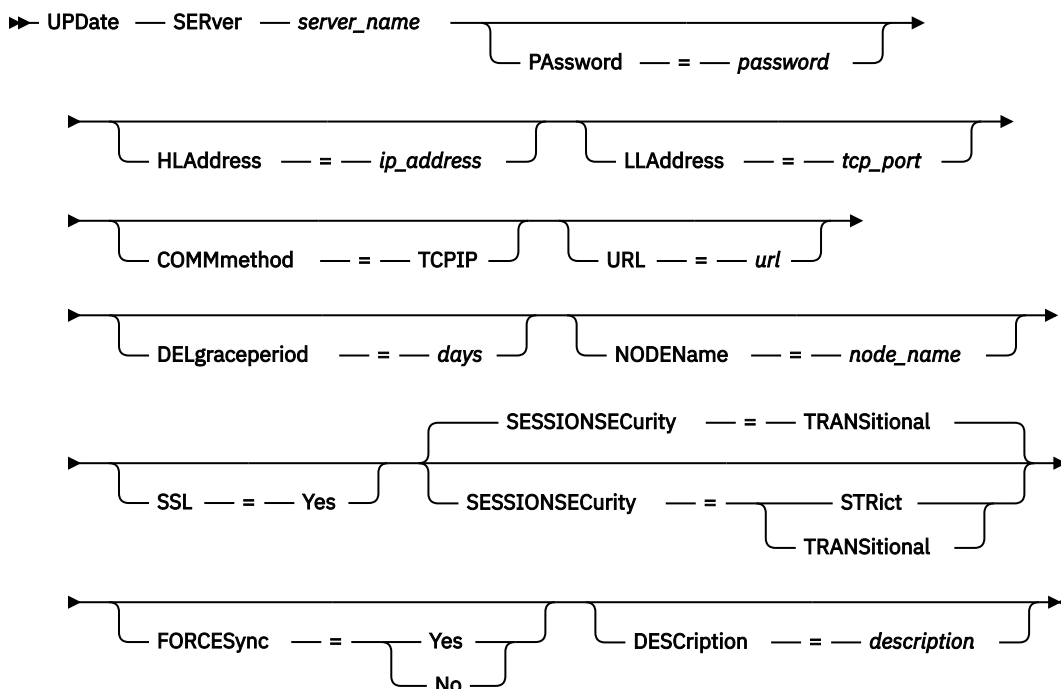 UPDate SERver server_name
PAssword = password
HLAddress = ip_address LLAddress = tcp_port
COMMmethod = TCPIP URL = url
DELgraceperiod = days NODEName = node_name
SESSIONSECurity = TRANSitional
SSL = Yes SESSIONSECurity = STRict
TRANSitional
FORCESync = Yes DESCription = description
No